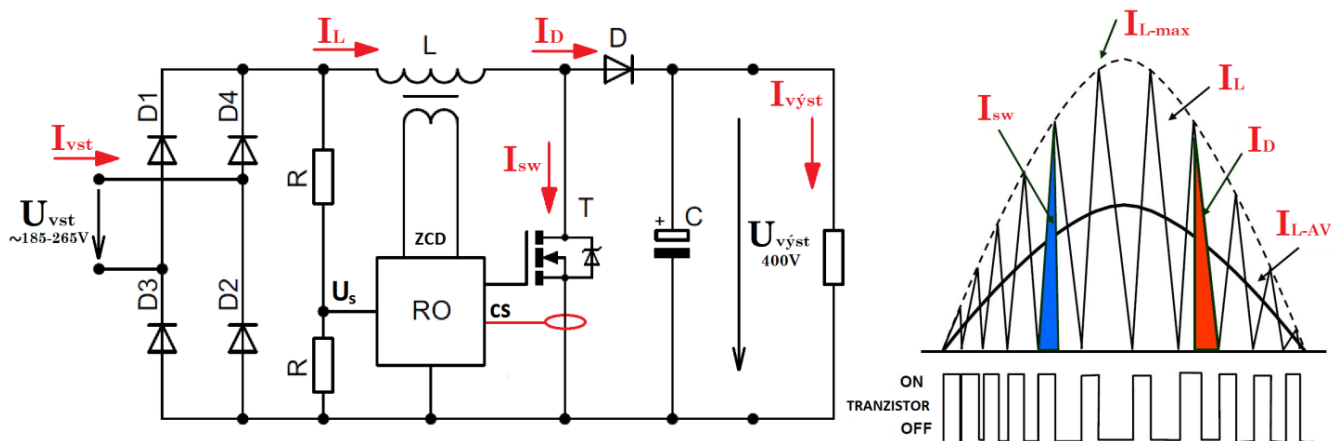 I_L
L
I_D
D
D1
D4
I_vst
R
I_sw
T
I_výst
U_vst
~185-265V
ZCD
+
C
U_výst
400V
D3
D2
U_s
RO
CS
R
I_L-max
I_L
I_sw
I_D
I_L-AV
ON
TRANZISTOR
OFF